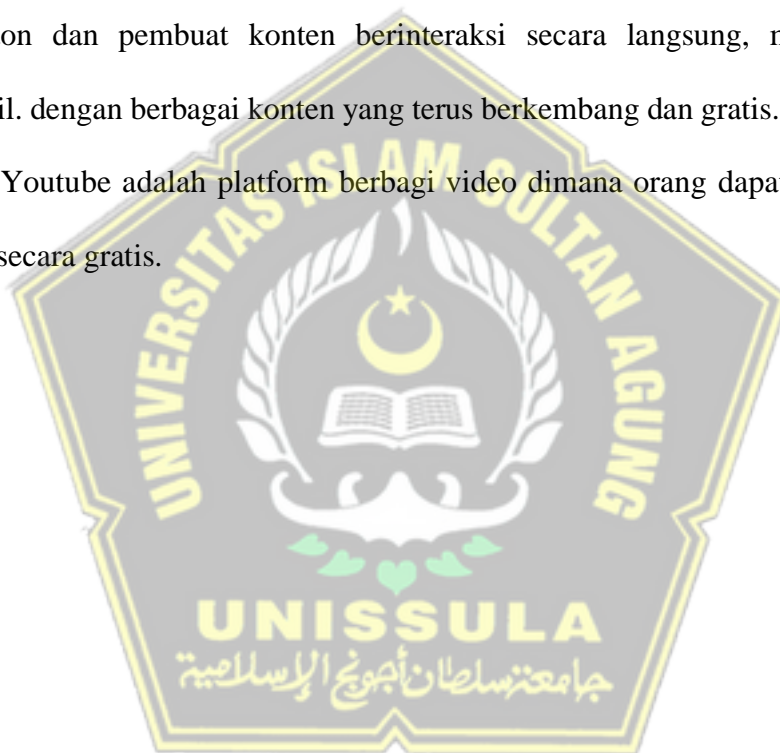 on dan pembuat konten berinteraksi secara langsung,
il. dengan berbagai konten yang terus berkembang dan gratis.
Youtube adalah platform berbagi video dimana orang dapa
secara gratis.
UNIVERSITAS ISLAM SULTAN AGUNG
UNISSULA
جامعة سلطان أجونج الإسلامية